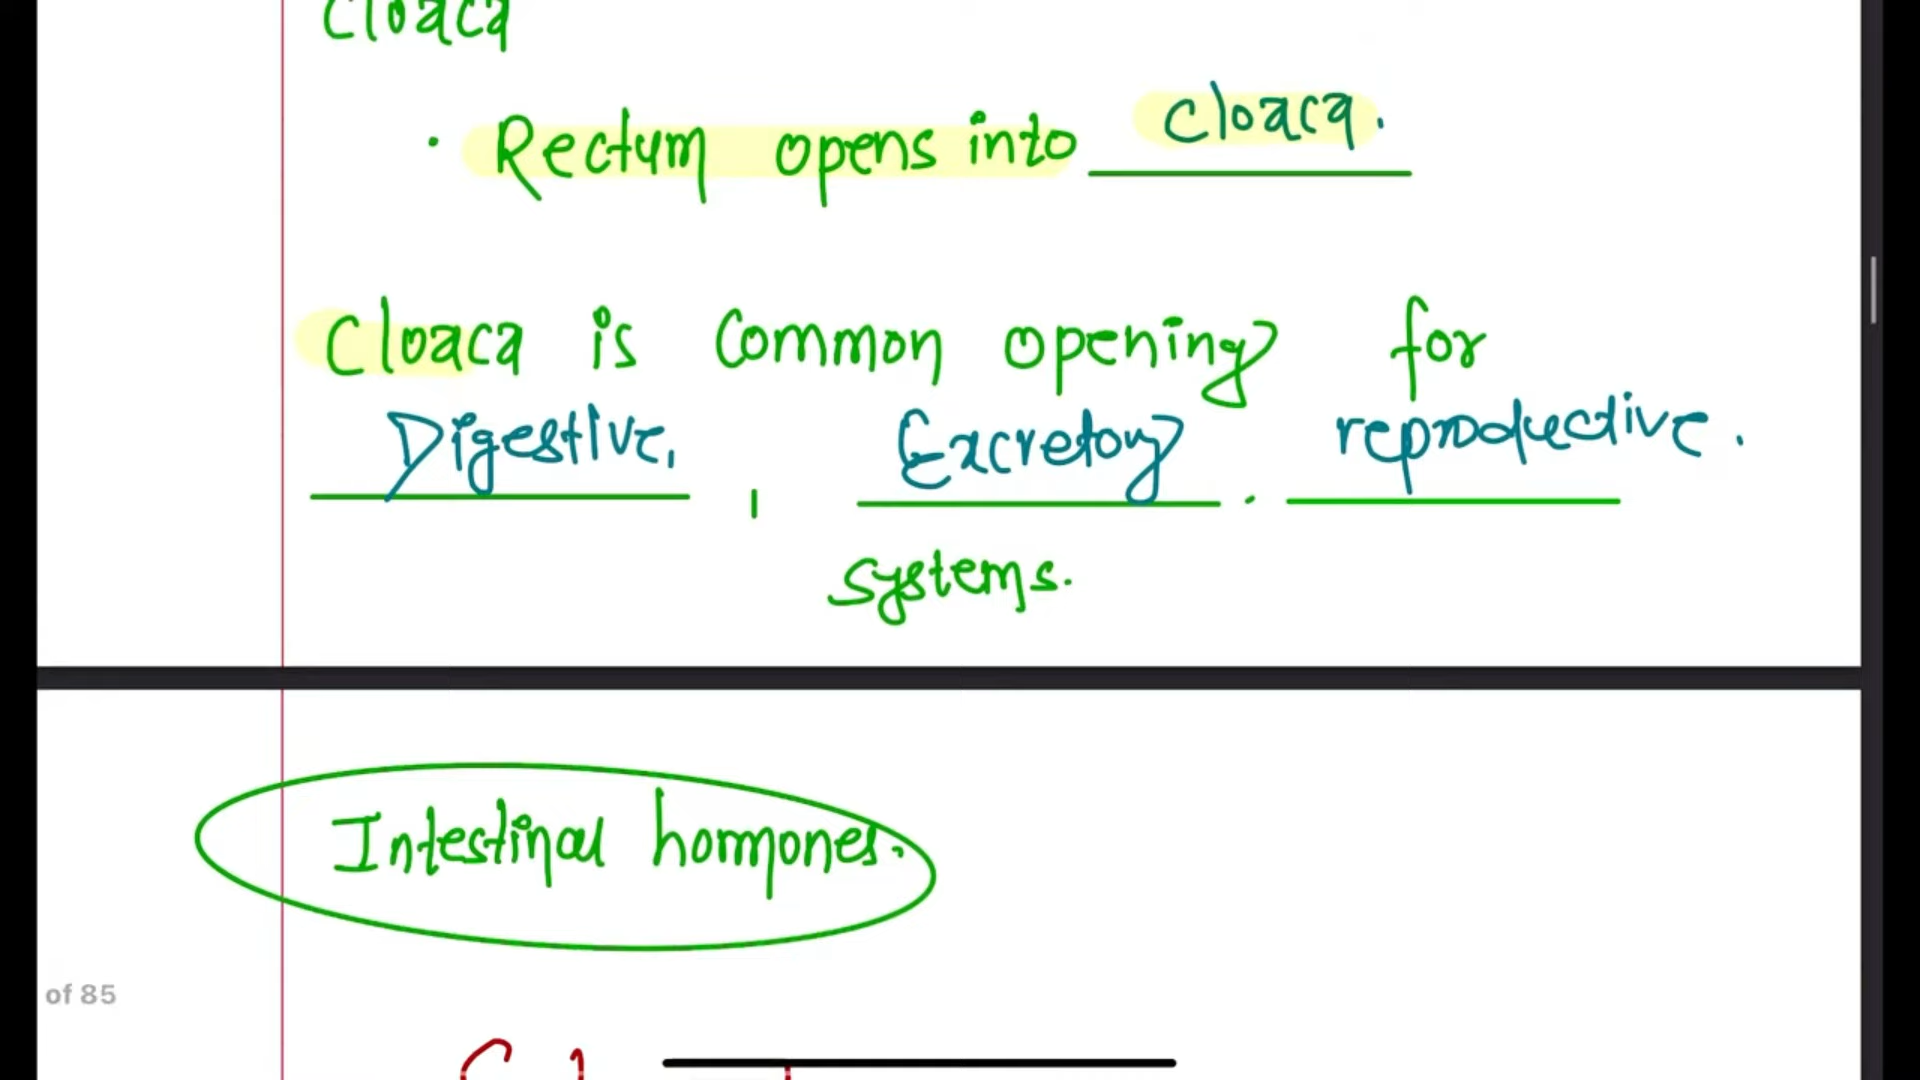 Cloaca
· Rectum opens into cloaca.
Cloaca is Common opening for
Digestive, , Excretory . reproductive.
systems.
Intestinal hormones.
of 85